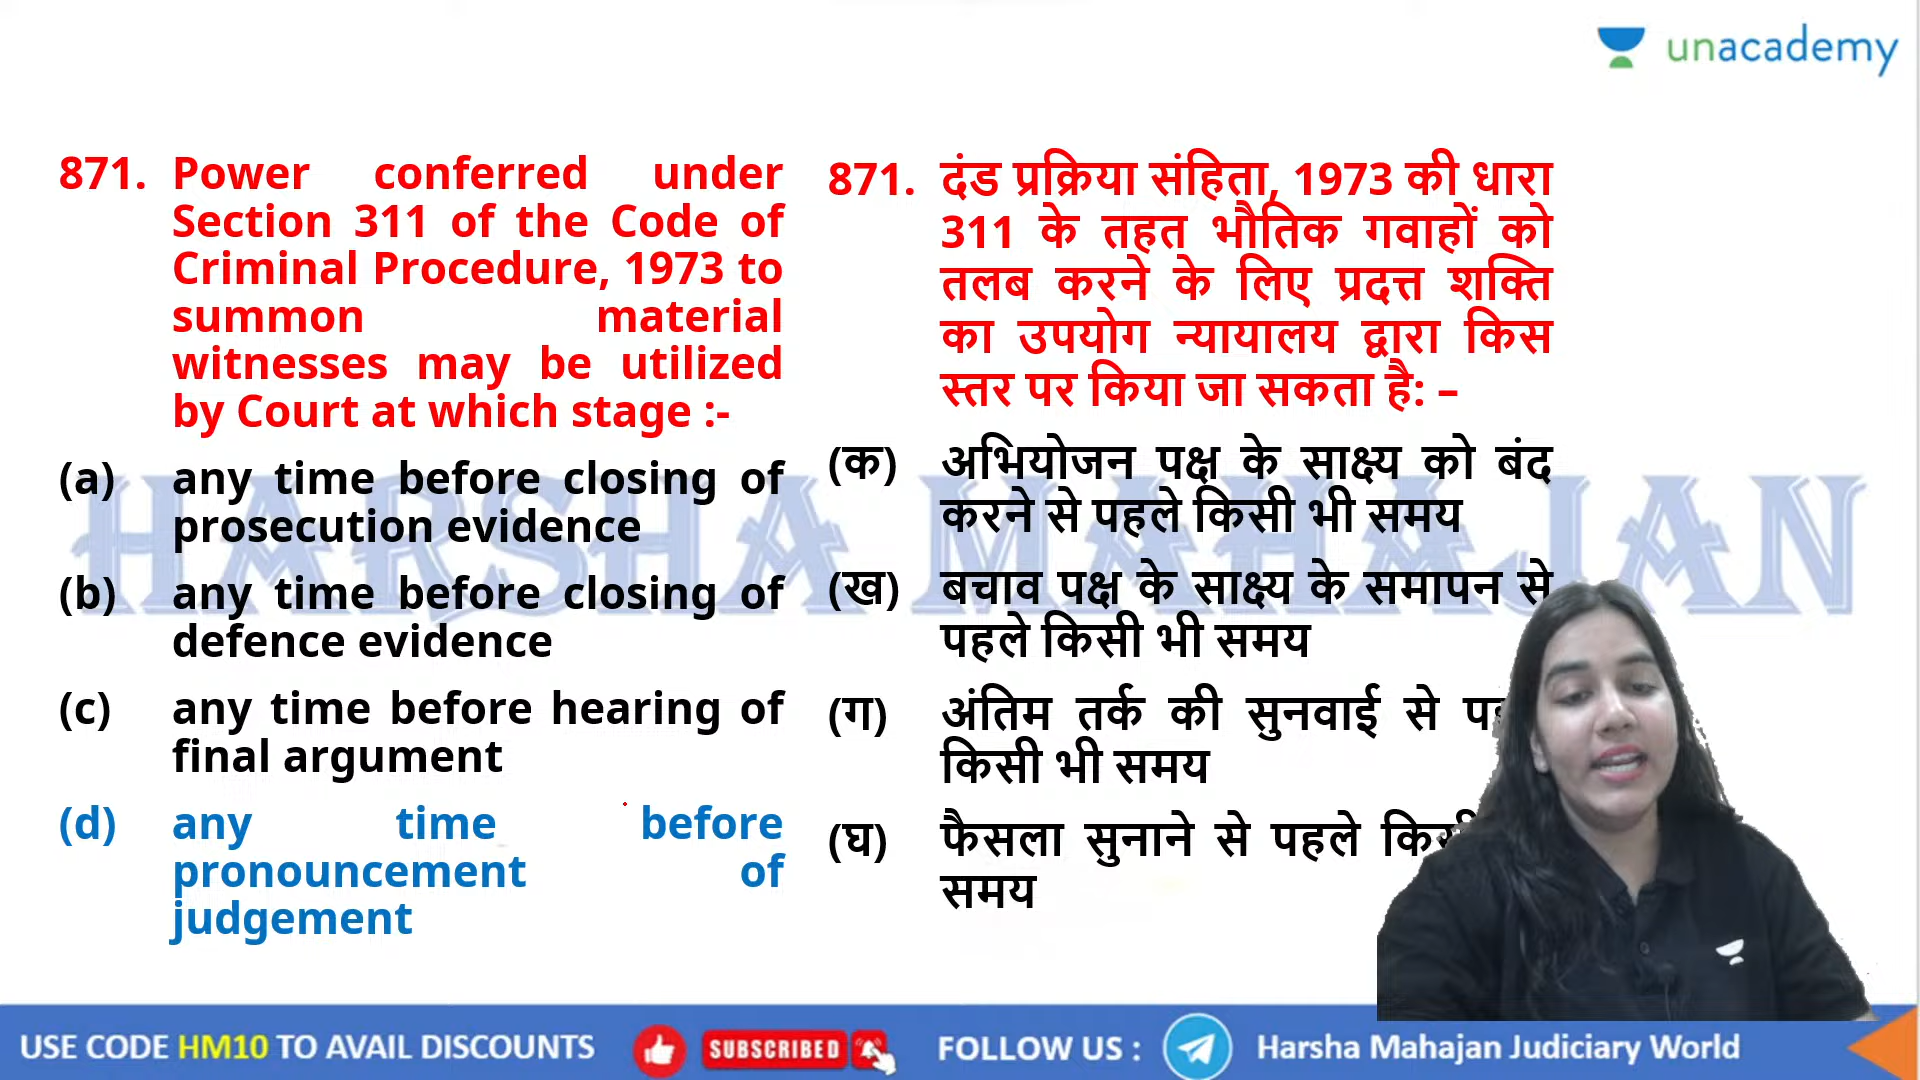 unacademy
871. Power conferred under
Section 311 of the Code of
Criminal Procedure, 1973 to
summon material
witnesses may be utilized
by Court at which stage :-
(a) any time before closing of
prosecution evidence
(b) any time before closing of
defence evidence
(c) any time before hearing of
final argument
(d) any time before
pronouncement of
judgement
871. दंड प्रक्रिया संहिता, 1973 की धारा
311 के तहत भौतिक गवाहों को
तलब करने के लिए प्रदत्त शक्ति
का उपयोग न्यायालय द्वारा किस
स्तर पर किया जा सकता है: –
(क) अभियोजन पक्ष के साक्ष्य को बंद
करने से पहले किसी भी समय
(ख) बचाव पक्ष के साक्ष्य के समापन से
पहले किसी भी समय
(ग) अंतिम तर्क की सुनवाई से
किसी भी समय
(घ) फैसला सुनाने से पहले
समय
HARSHA MAHAJAN
USE CODE HM10 TO AVAIL DISCOUNTS
SUBSCRIBED
FOLLOW US :
Harsha Mahajan Judiciary World